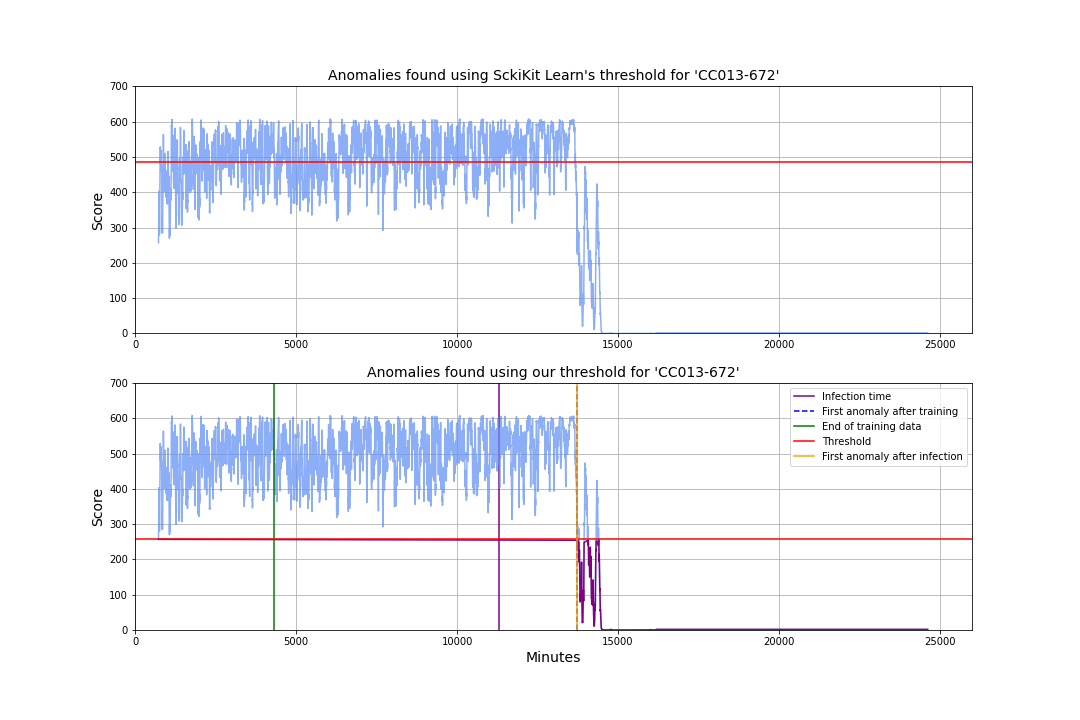 Anomalies found using SckiKit Learn's threshold for 'CC013-672'
700
600
500
400
300
200
100
0
Score
0 5000 10000 15000 20000 25000
Anomalies found using our threshold for 'CC013-672'
700
600
500
400
300
200
100
0
Score
Infection time
First anomaly after training
End of training data
Threshold
First anomaly after infection
0 5000 10000 15000 20000 25000
Minutes